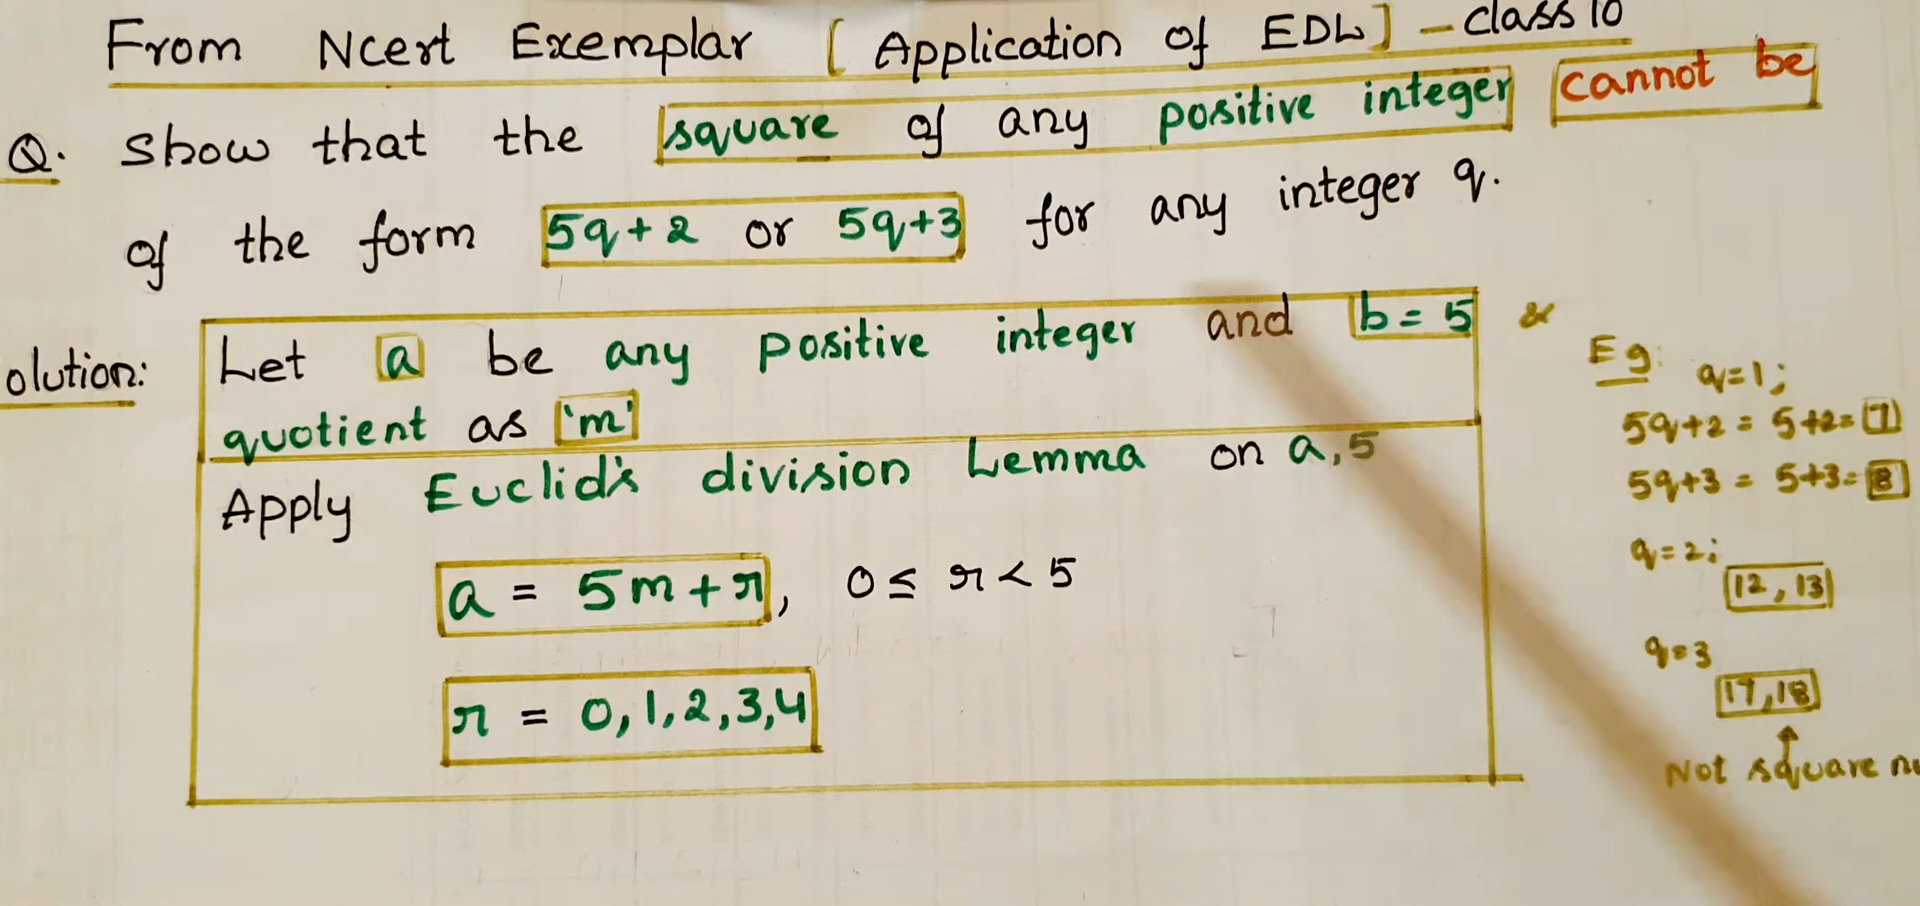 From Ncert Exemplar [ Application of EDL ] - Class 10
Q. Show that the square of any positive integer cannot be
of the form 5q+2 or 5q+3 for any integer q.
olution: Let a be any positive integer and b = 5 &
quotient as 'm'
Apply Euclid's division Lemma on a, 5
a = 5m + r, 0 ≤ r < 5
r = 0, 1, 2, 3, 4
Eg: q=1;
5q+2 = 5+2= 7
5q+3 = 5+3= 8
q=2;
12, 13
q=3
17, 18
Not square